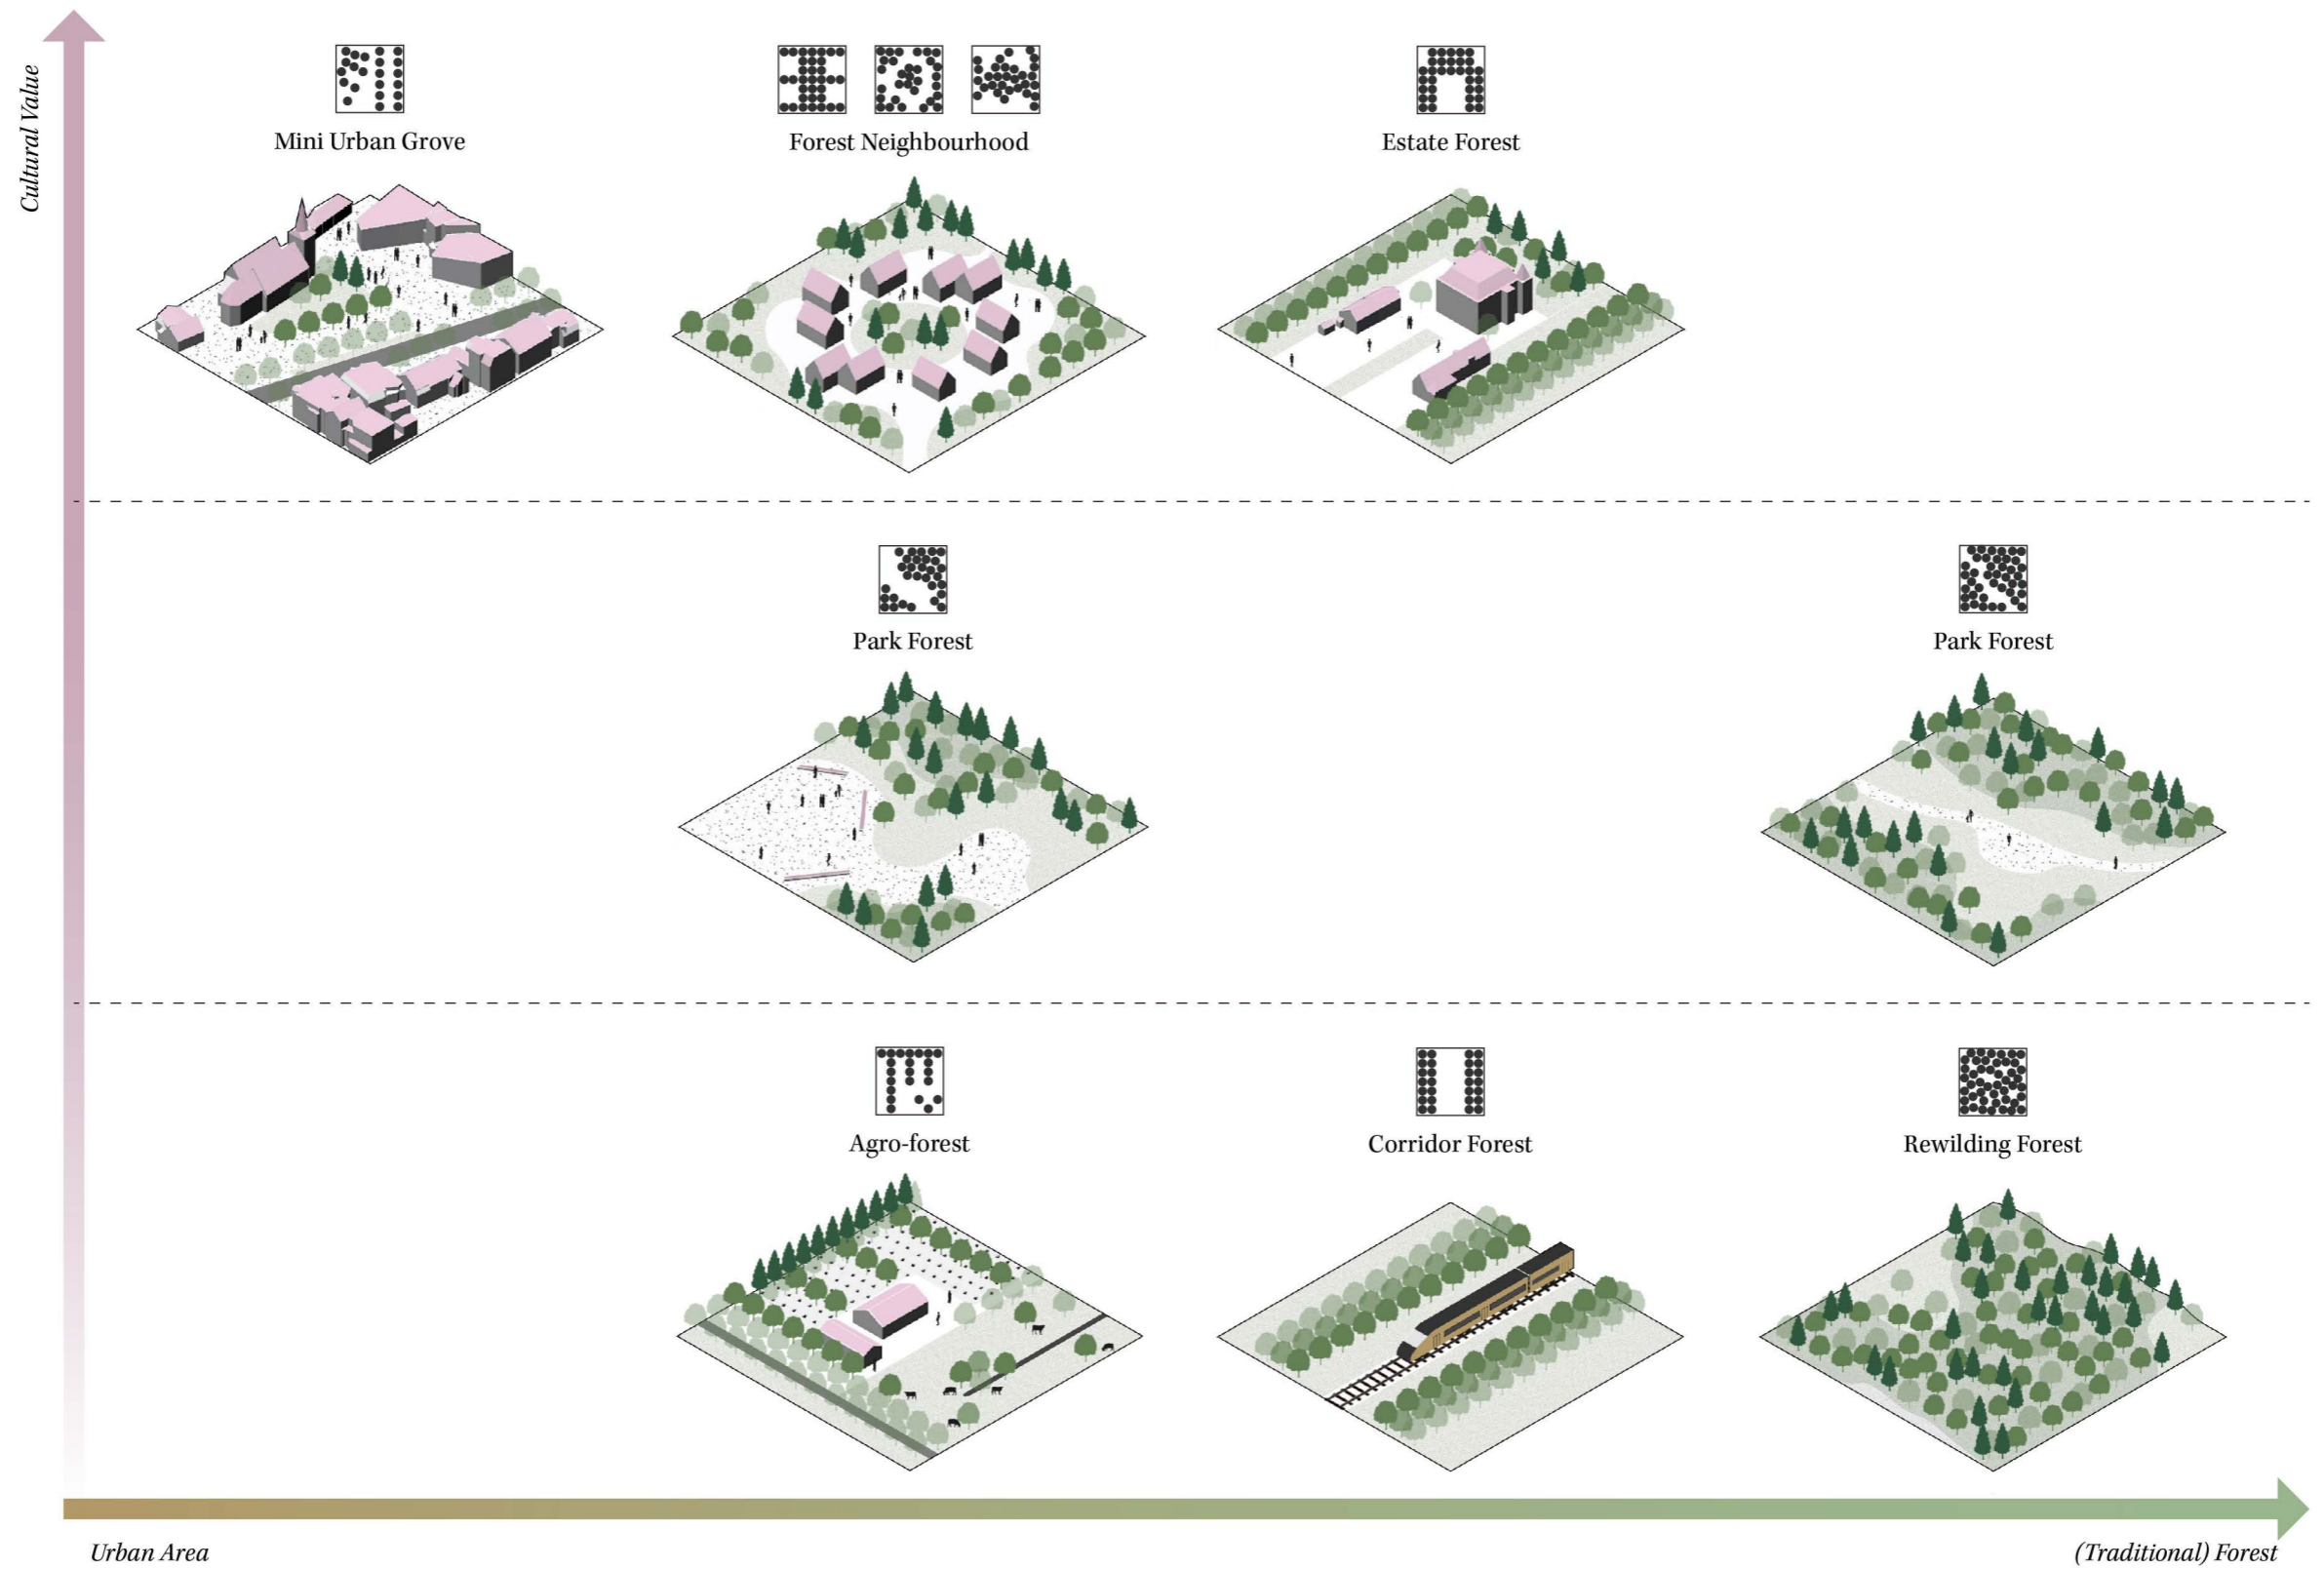 Cultural Value
Mini Urban Grove
Forest Neighbourhood
Estate Forest
Park Forest
Park Forest
Agro-forest
Corridor Forest
Rewilding Forest
Urban Area
(Traditional) Forest